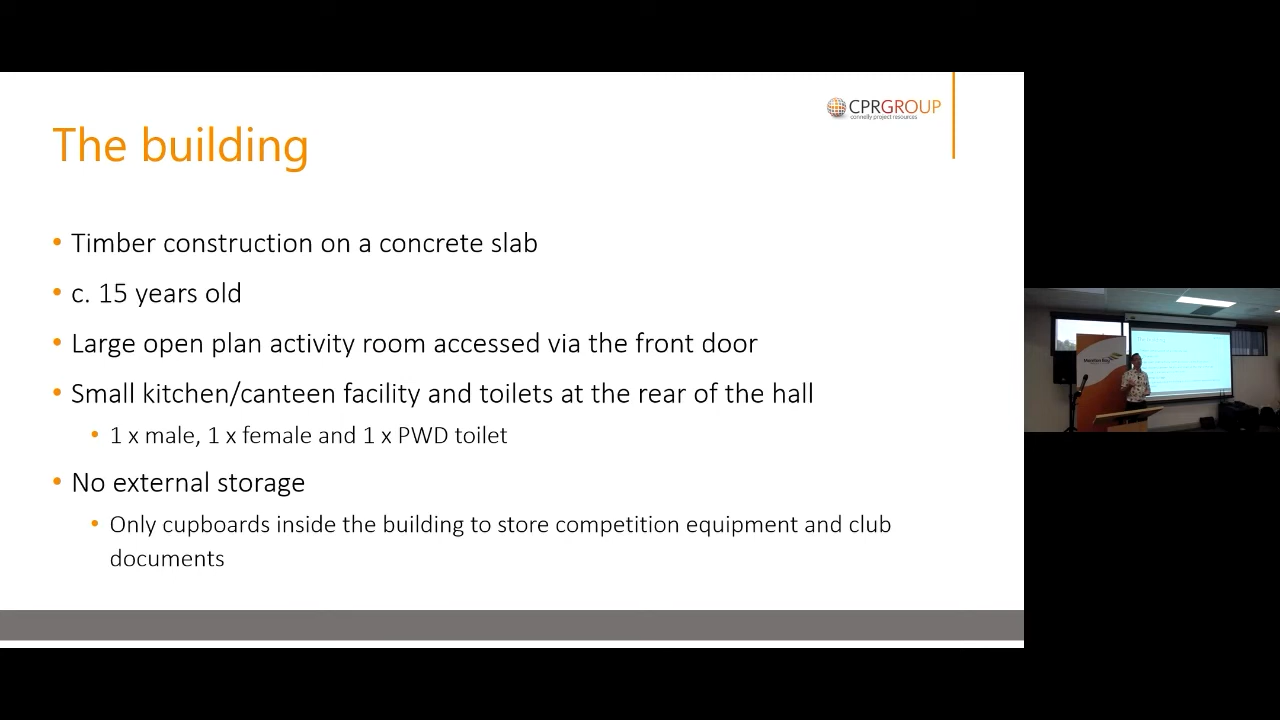 CPRGROUP
connelly project resources
The building
• Timber construction on a concrete slab
• c. 15 years old
• Large open plan activity room accessed via the front door
• Small kitchen/canteen facility and toilets at the rear of the hall
• 1 x male, 1 x female and 1 x PWD toilet
• No external storage
• Only cupboards inside the building to store competition equipment and club
documents
Moreton Bay